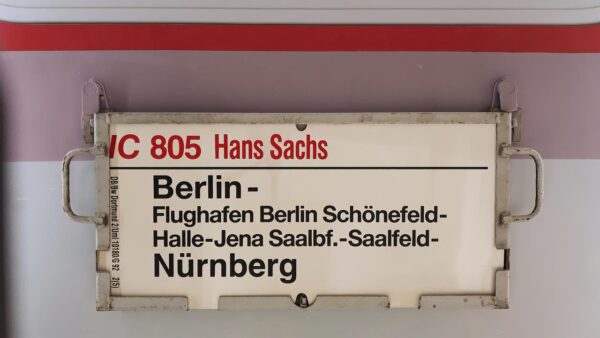 IC 805 Hans Sachs
Berlin-
Flughafen Berlin Schönefeld-
Halle-Jena Saalbf.-Saalfeld-
Nürnberg